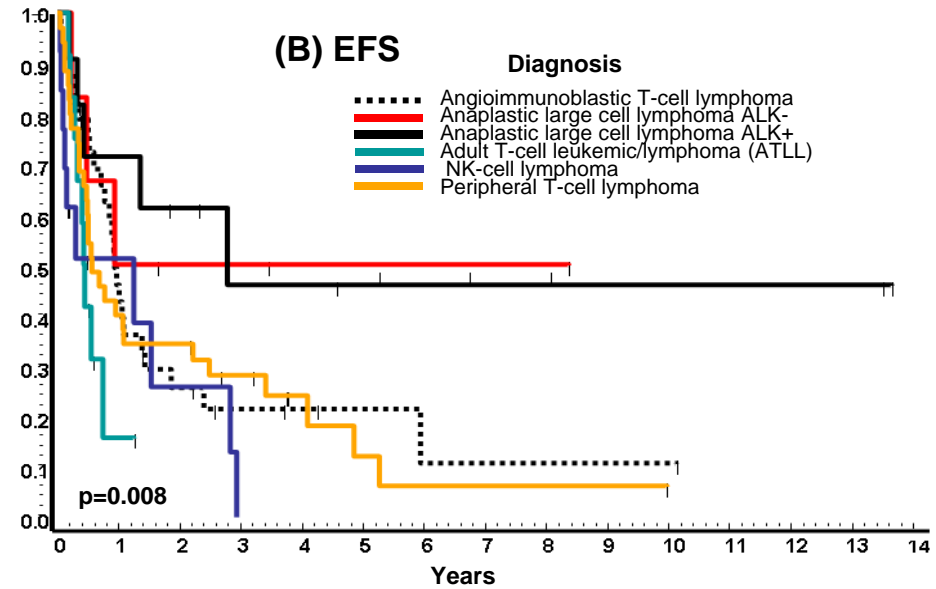 (B) EFS
Diagnosis
Angioimmunoblastic T-cell lymphoma
Anaplastic large cell lymphoma ALK-
Anaplastic large cell lymphoma ALK+
Adult T-cell leukemic/lymphoma (ATLL)
NK-cell lymphoma
Peripheral T-cell lymphoma
1.0
0.9
0.8
0.7
0.6
0.5
0.4
0.3
0.2
0.1
0.0
p=0.008
0 1 2 3 4 5 6 7 8 9 10 11 12 13 14
Years